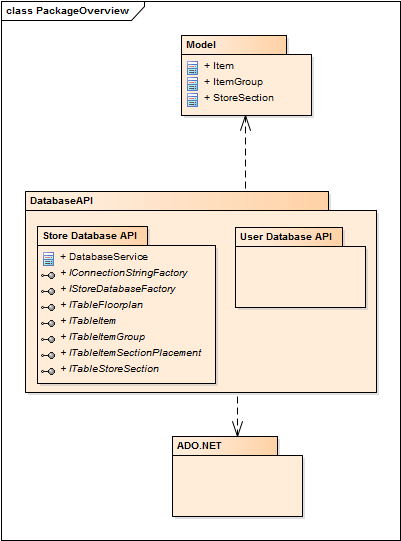 class PackageOverview
Model
+ Item
+ ItemGroup
+ StoreSection
DatabaseAPI
Store Database API
+ DatabaseService
+ IConnectionStringFactory
+ IStoreDatabaseFactory
+ ITableFloorplan
+ ITableItem
+ ITableItemGroup
+ ITableItemSectionPlacement
+ ITableStoreSection
User Database API
ADO.NET